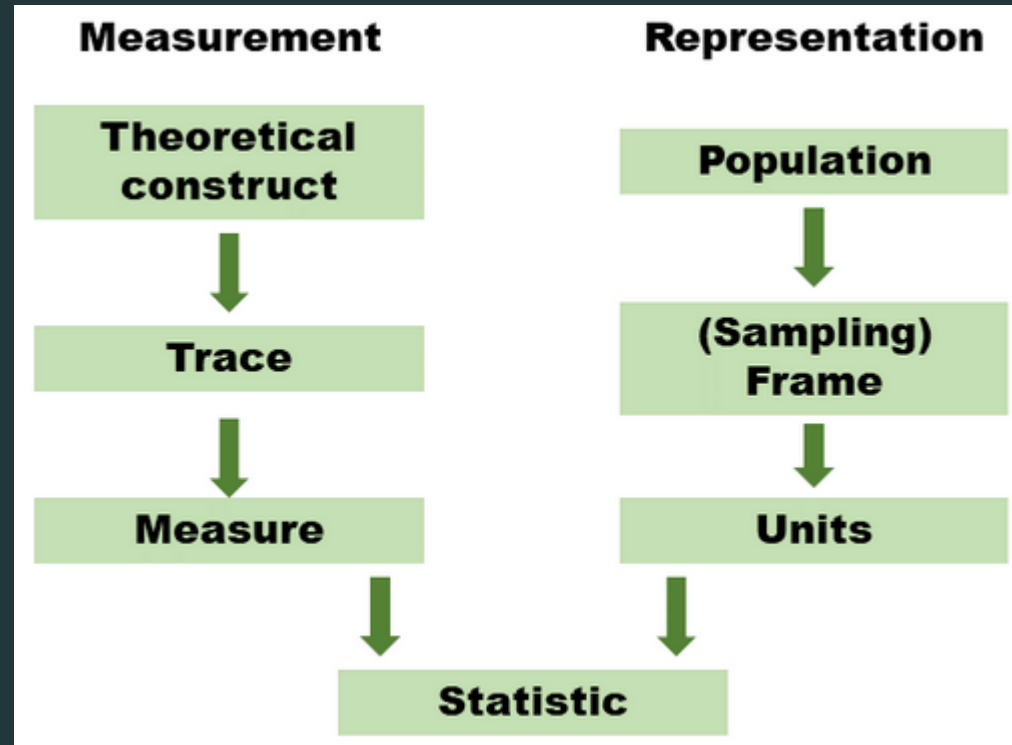 Measurement
Theoretical
construct
Trace
Measure
Representation
Population
(Sampling)
Frame
Units
Statistic